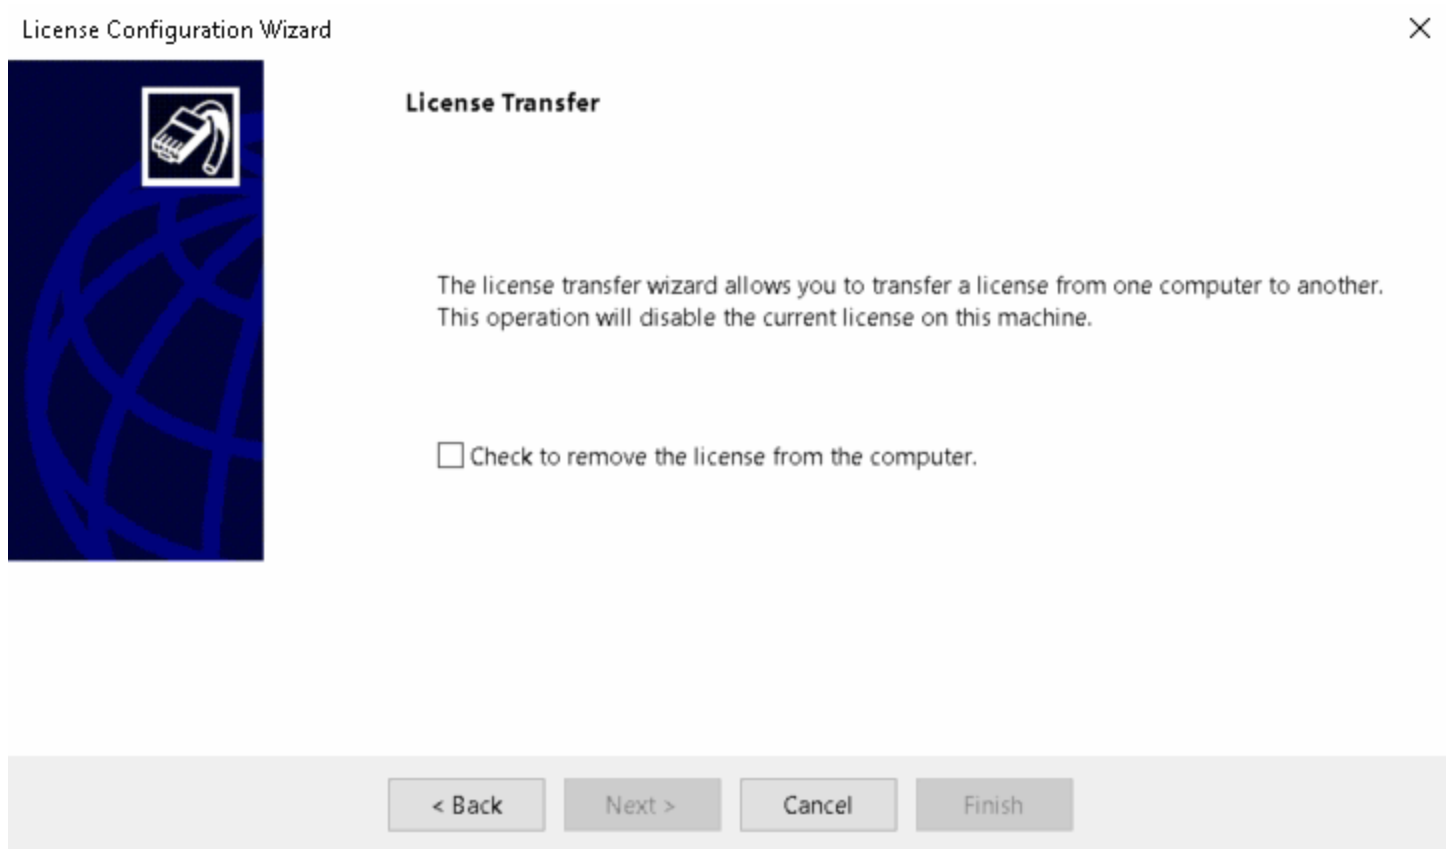 License Configuration Wizard
License Transfer
The license transfer wizard allows you to transfer a license from one computer to another.
This operation will disable the current license on this machine.
Check to remove the license from the computer.
< Back
Next >
Cancel
Finish